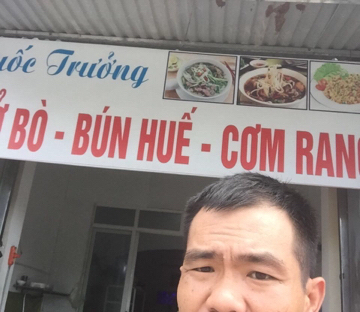 uốc Trưởng
Ở BÒ - BÚN HUẾ - CƠM RANG